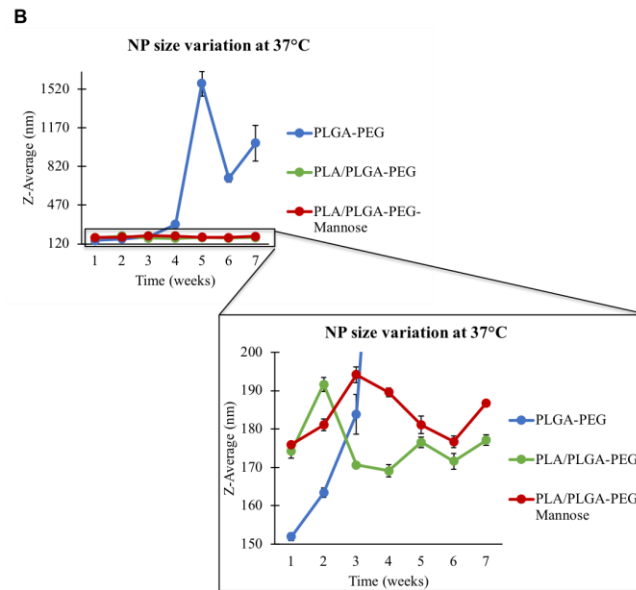 B
NP size variation at 37°C
Z-Average (nm)
1520
1170
820
470
120
1 2 3 4 5 6 7
Time (weeks)
PLGA-PEG
PLA/PLGA-PEG
PLA/PLGA-PEG-
Mannose
NP size variation at 37°C
Z-Average (nm)
200
190
180
170
160
150
1 2 3 4 5 6 7
Time (weeks)
PLGA-PEG
PLA/PLGA-PEG
PLA/PLGA-PEG
Mannose